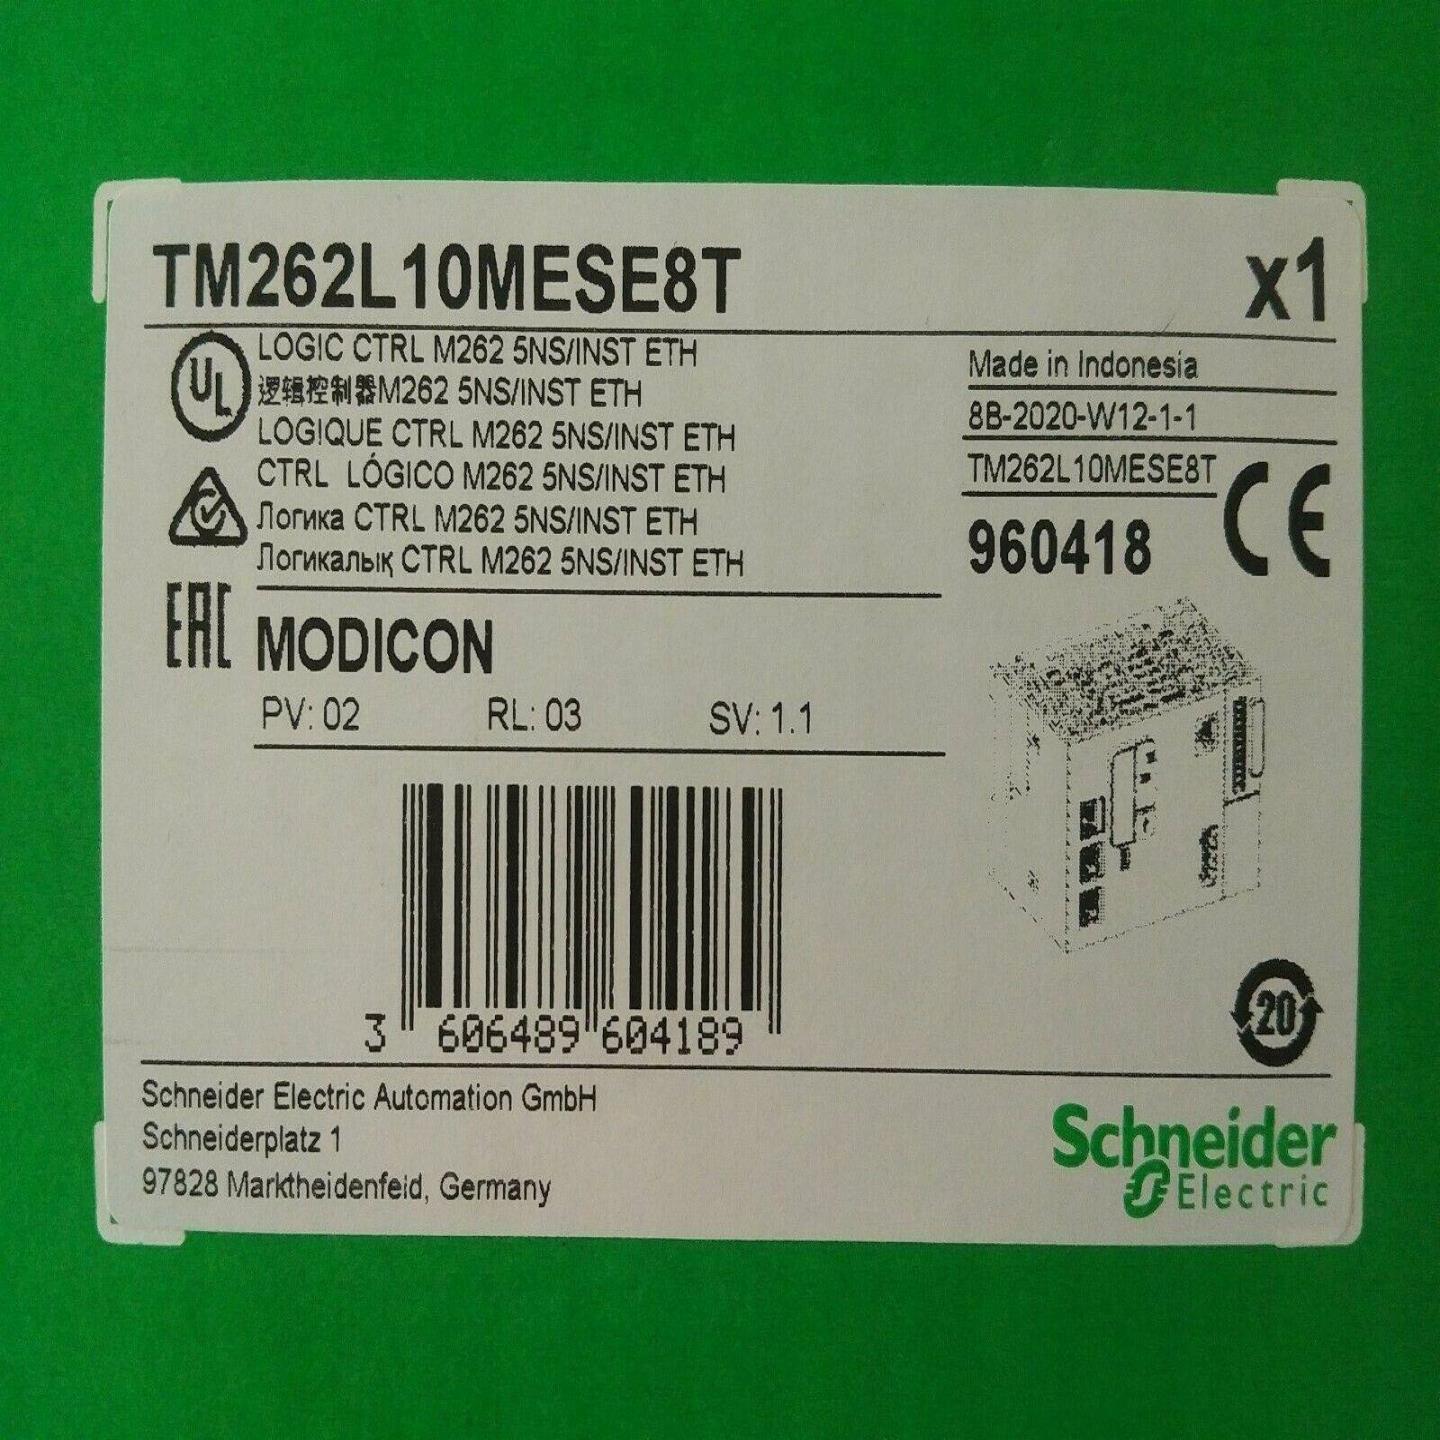 TM262L10MESE8T x1
UL
LOGIC CTRL M262 5NS/INST ETH
逻辑控制器M262 5NS/INST ETH
LOGIQUE CTRL M262 5NS/INST ETH
CTRL LÓGICO M262 5NS/INST ETH
Логика CTRL M262 5NS/INST ETH
Логикалық CTRL M262 5NS/INST ETH
Made in Indonesia
8B-2020-W12-1-1
TM262L10MESE8T
CE
960418
EAC
MODICON
PV: 02 RL: 03 SV: 1.1
3 606489 604189
20
Schneider Electric Automation GmbH
Schneiderplatz 1
97828 Marktheidenfeid, Germany
Schneider
Electric